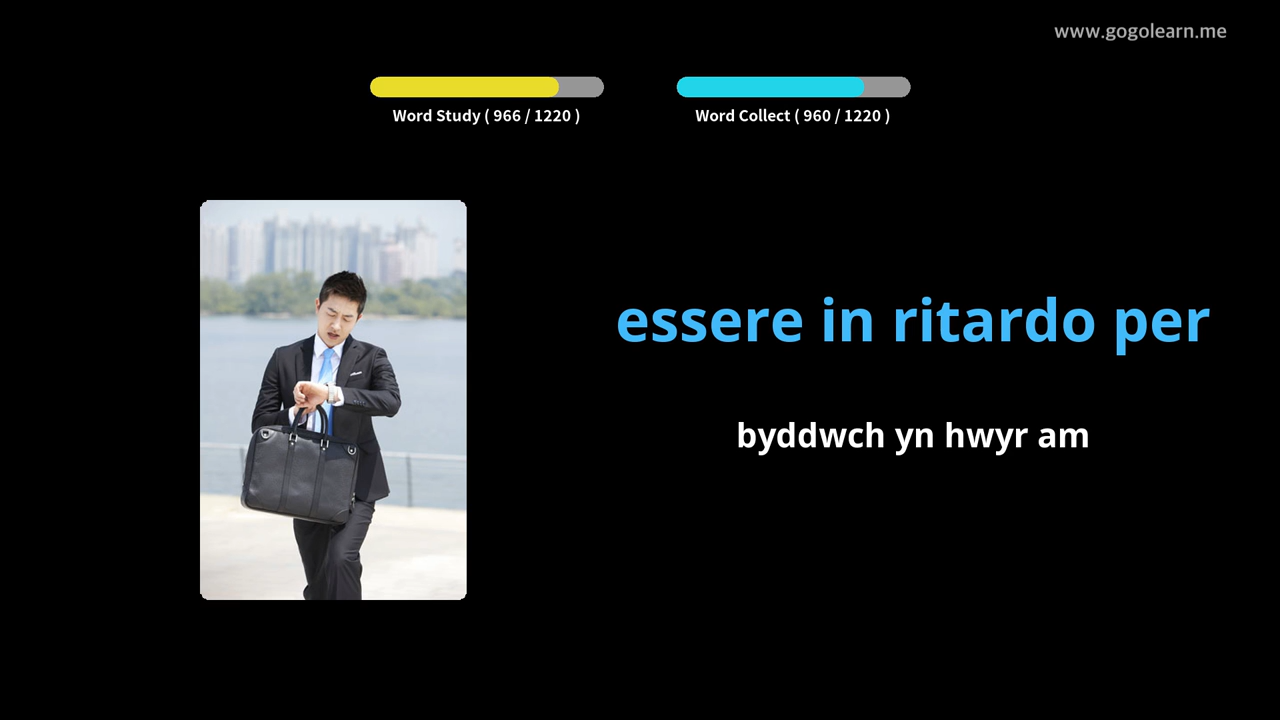 www.gogolearn.me
Word Study ( 966 / 1220 )
Word Collect ( 960 / 1220 )
essere in ritardo per
byddwch yn hwyr am